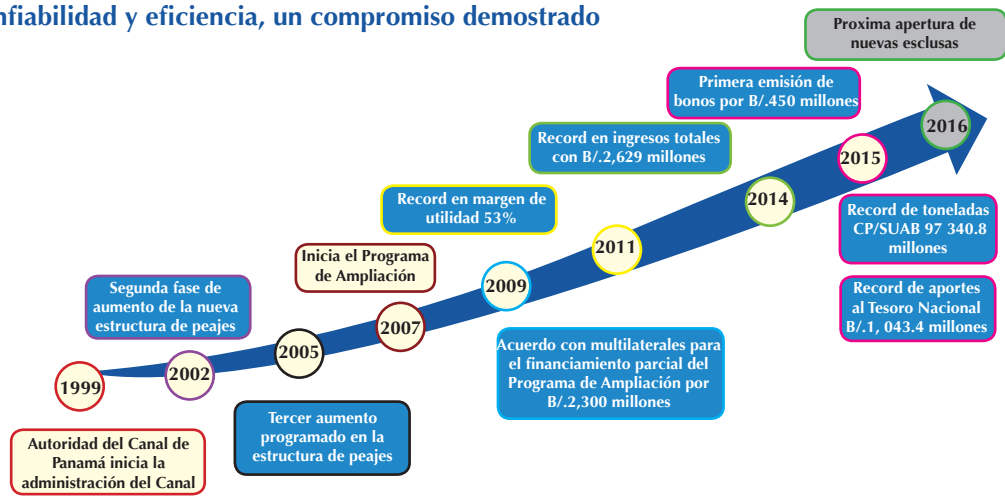 nfiabilidad y eficiencia, un compromiso demostrado
Proxima apertura de
nuevas esclusas
Primera emisión de
bonos por B/.450 millones
2016
Record en ingresos totales
con B/.2,629 millones
2015
Record en margen de
utilidad 53%
2014
Record de toneladas
CP/SUAB 97 340.8
millones
2011
Inicia el Programa
de Ampliación
Segunda fase de
aumento de la nueva
estructura de peajes
2009
Record de aportes
al Tesoro Nacional
B/.1, 043.4 millones
2007
2005
Acuerdo con multilaterales para
el financiamiento parcial del
Programa de Ampliación por
B/.2,300 millones
2002
1999
Tercer aumento
programado en la
estructura de peajes
Autoridad del Canal de
Panamá inicia la
administración del Canal